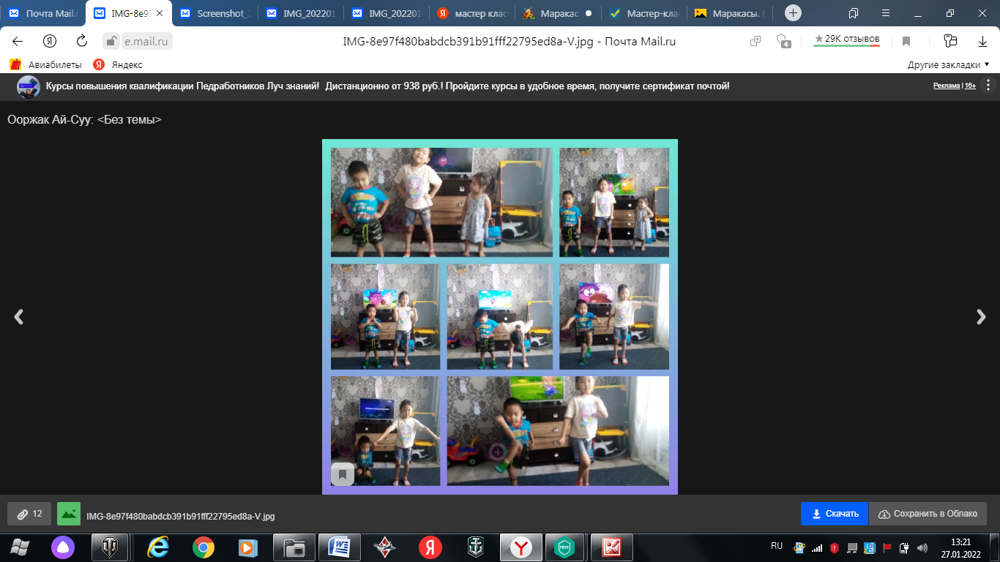 Почта Mail.r
IMG-8e97
Screenshot_2
IMG_202201
IMG_202201
мастер клас
Маракас
Мастер-клас
Маракасы. М
e.mail.ru
IMG-8e97f480babdcb391b91fff22795ed8a-V.jpg - Почта Mail.ru
4
★ 29K отзывов
Авиабилеты
Яндекс
Другие закладки
Курсы повышения квалификации Педработников Луч знаний! Дистанционно от 938 руб.! Пройдите курсы в удобное время, получите сертификат почтой!
Реклама | 16+
Ооржак Ай-Суу: <Без темы>
12
IMG-8e97f480babdcb391b91fff22795ed8a-V.jpg
Скачать
Сохранить в Облако
RU
13:21
27.01.2022